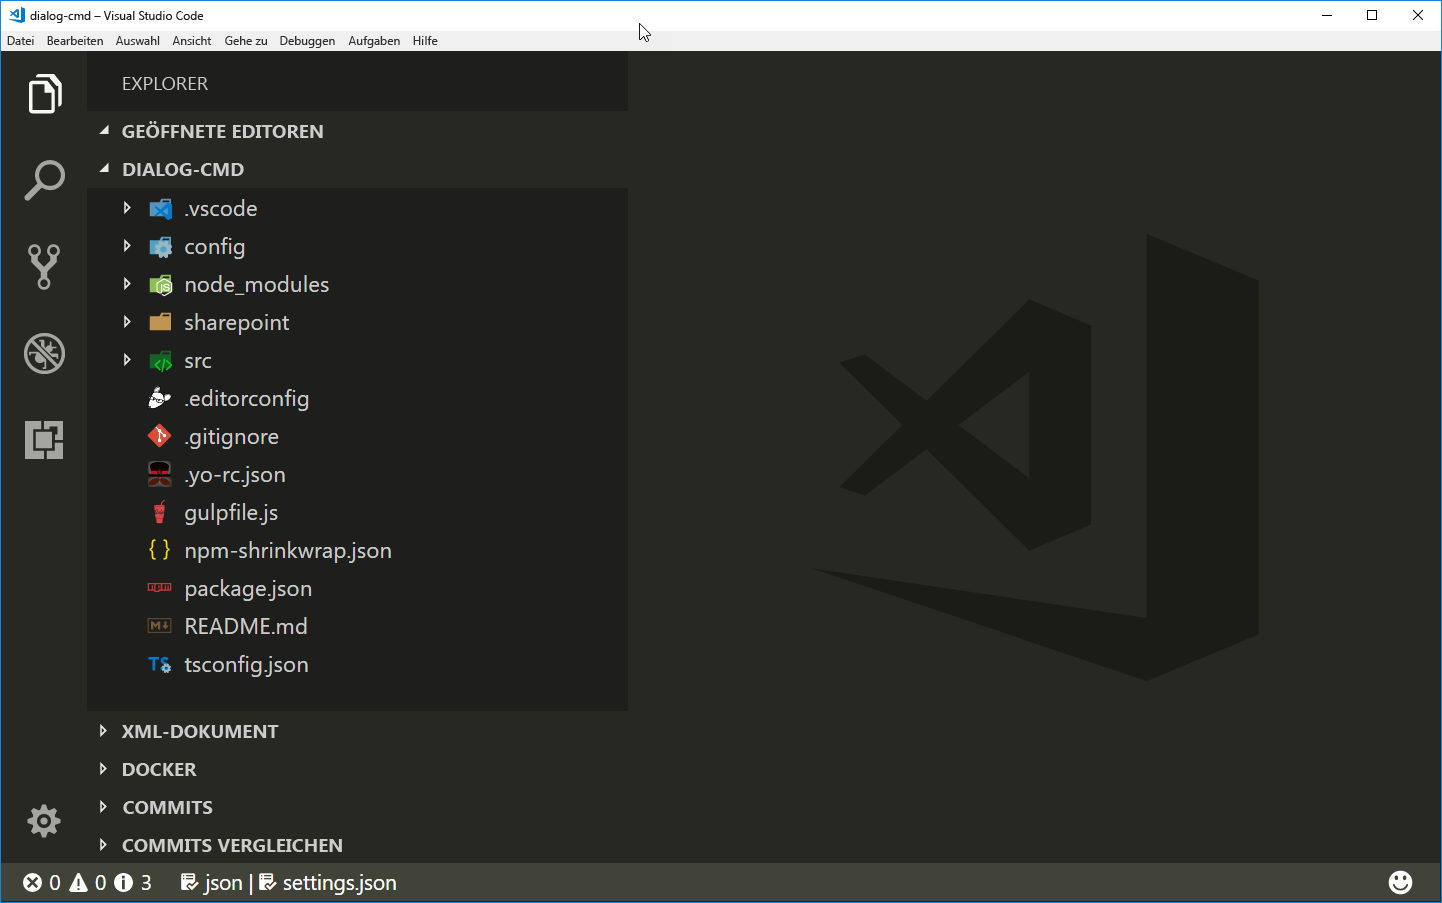 dialog-cmd – Visual Studio Code
Datei Bearbeiten Auswahl Ansicht Gehe zu Debuggen Aufgaben Hilfe
EXPLORER
GEÖFFNETE EDITOREN
DIALOG-CMD
.vscode
config
node_modules
sharepoint
src
.editorconfig
.gitignore
.yo-rc.json
gulpfile.js
npm-shrinkwrap.json
package.json
README.md
tsconfig.json
XML-DOKUMENT
DOCKER
COMMITS
COMMITS VERGLEICHEN
0 0 3 json | settings.json